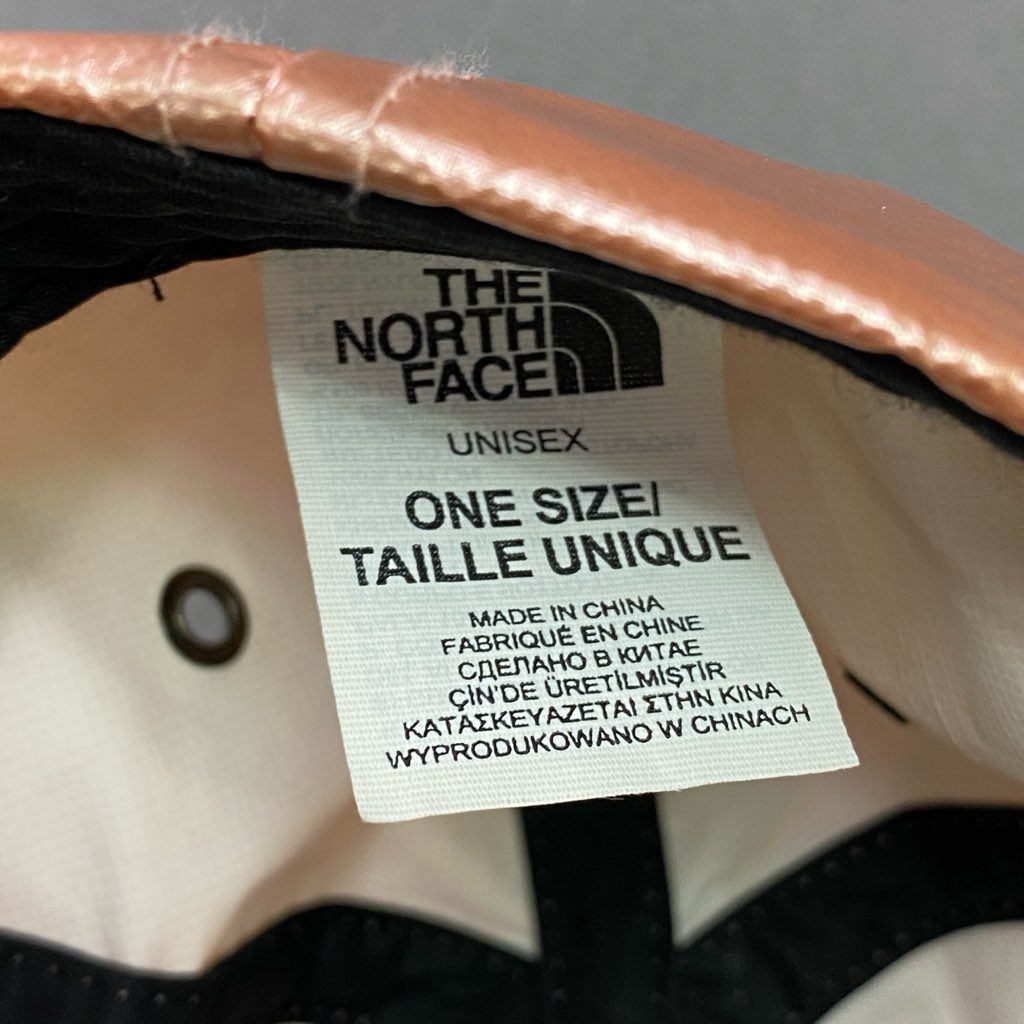 THE
NORTH
FACE
UNISEX
ONE SIZE/
TAILLE UNIQUE
MADE IN CHINA
FABRIQUÉ EN CHINE
СДЕЛАНО В КИТАЕ
ÇİN'DE ÜRETİLMİŞTİR
ΚΑΤΑΣΚΕΥΑΖΕΤΑΙ ΣΤΗΝ ΚΙΝΑ
WYPRODUKOWANO W CHINACH